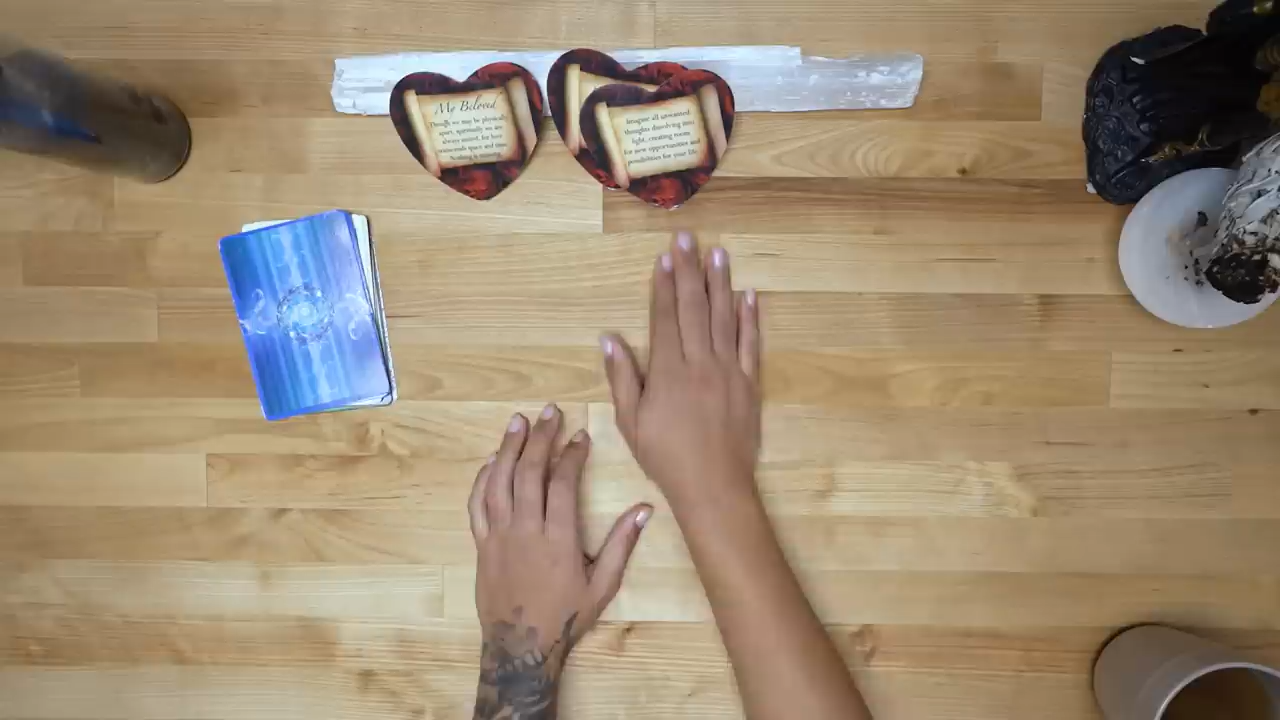 My Beloved
Though we may be physically
apart, spiritually we are
always united, for love
transcends space and time.
Nothing is missing.
Imagine all unwanted
thoughts dissolving into
light, creating room
for new opportunities and
possibilities for your life.